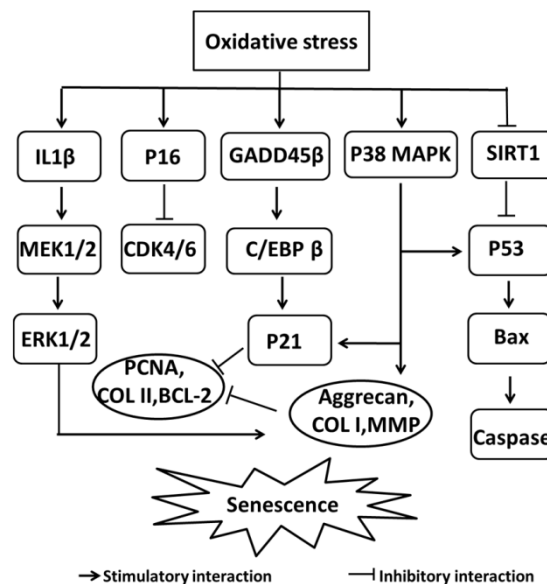 Oxidative stress
IL1β
P16
GADD45β
P38 MAPK
SIRT1
MEK1/2
CDK4/6
C/EBP β
P53
ERK1/2
P21
Bax
PCNA,
COL II,BCL-2
Aggrecan,
COL I,MMP
Caspase
Senescence
Stimulatory interaction
Inhibitory interaction